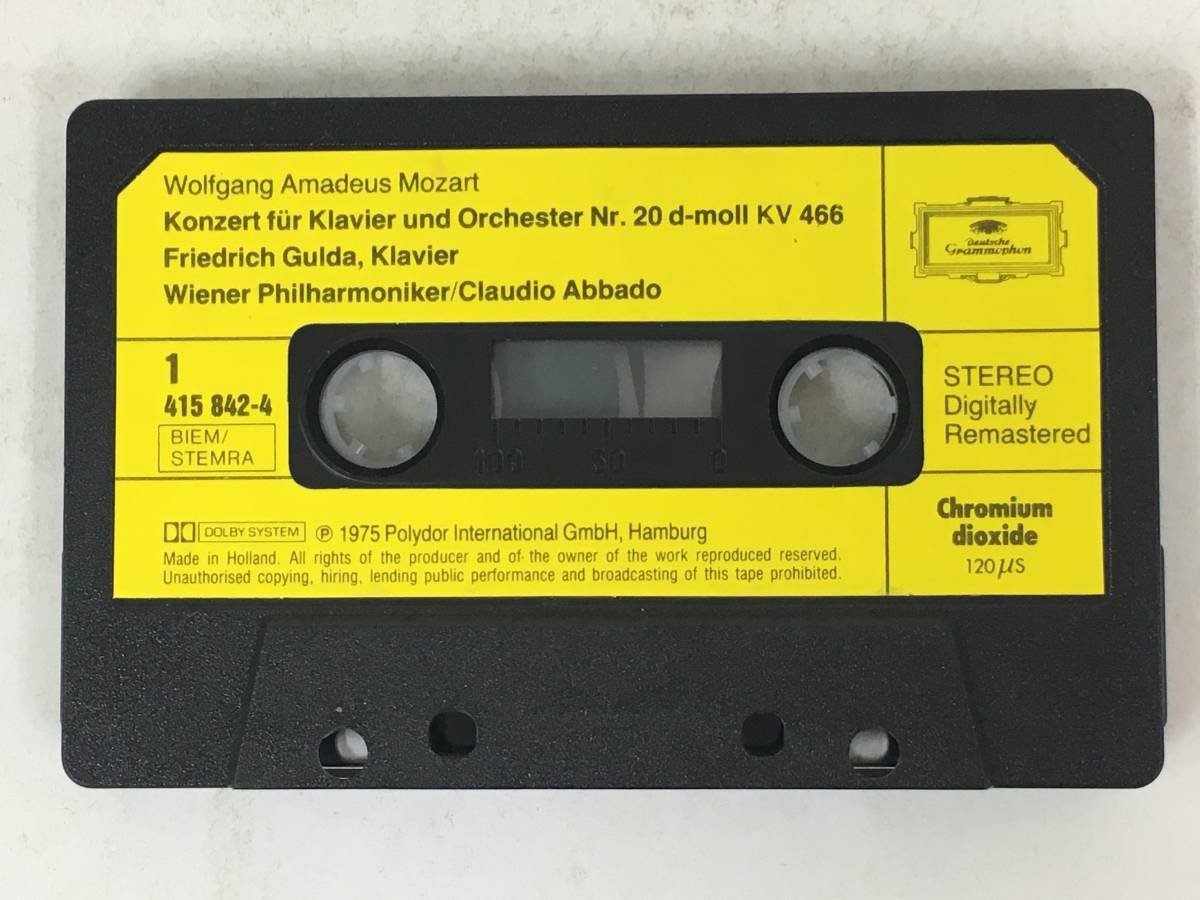 Wolfgang Amadeus Mozart
Konzert für Klavier und Orchester Nr. 20 d-moll KV 466
Friedrich Gulda, Klavier
Wiener Philharmoniker/Claudio Abbado
Deutsche
Grammophon
1
415 842-4
BIEM/
STEMRA
100 50 0
STEREO
Digitally
Remastered
DOLBY SYSTEM ℗ 1975 Polydor International GmbH, Hamburg
Made in Holland. All rights of the producer and of the owner of the work reproduced reserved.
Unauthorised copying, hiring, lending public performance and broadcasting of this tape prohibited.
Chromium
dioxide
120 µS